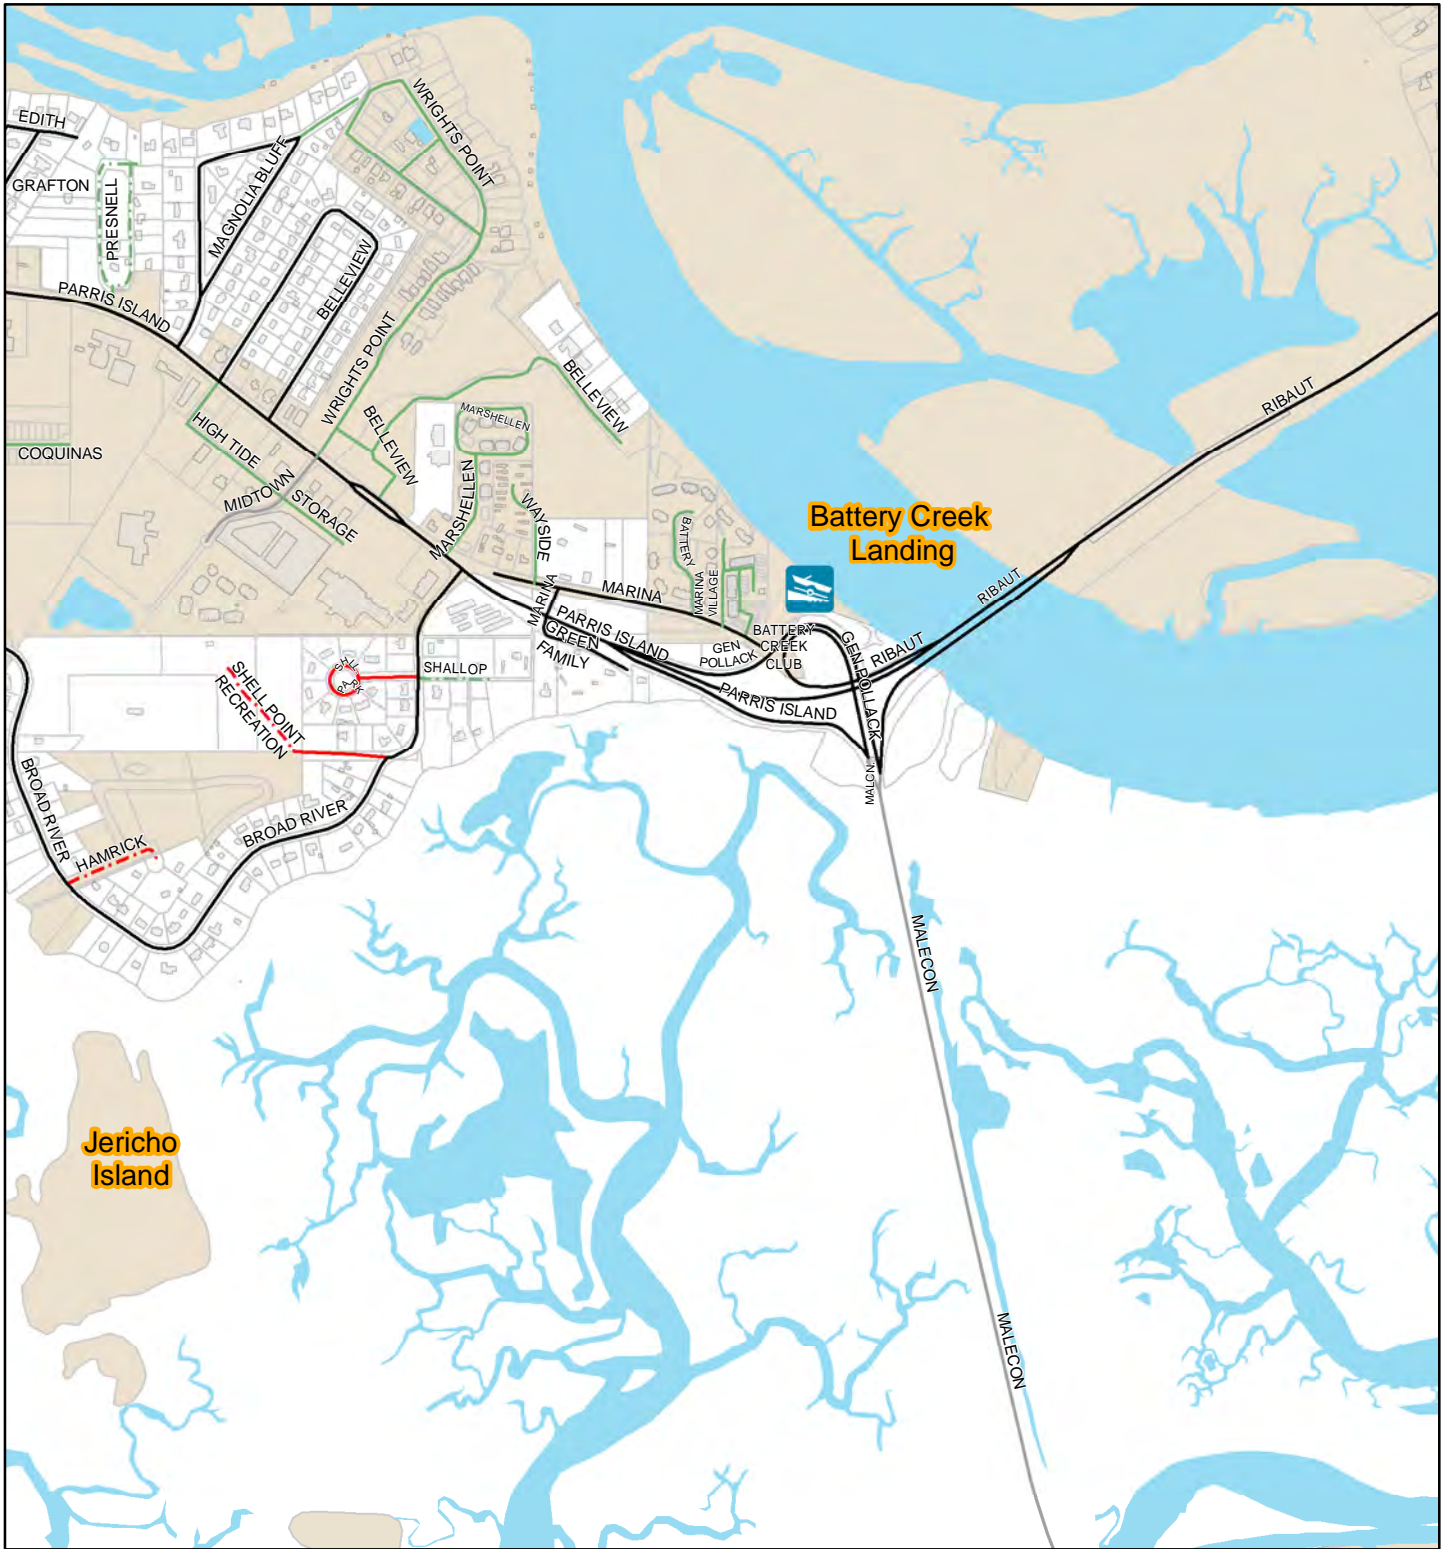 WRIGHTS POINT
EDITH
GRAFTON
PRESNELL
MAGNOLIA BLUFF
BELLEVIEW
PARRIS ISLAND
WRIGHTS POINT
BELLEVIEW
BELLEVIEW
RIBAUT
MARSHELLEN
HIGH TIDE
COQUINAS
MIDTOWN
STORAGE
MARSHELLEN
WAYSIDE
BATTERY
Battery Creek
Landing
MARINA
VILLAGE
MARINA
MARINA
RIBAUT
PARRIS ISLAND
GREEN
FAMILY
GEN
POLLACK
BATTERY
CREEK
CLUB
GEN POLLACK
RIBAUT
SHALLOP
SHELL POINT
RECREATION
PARRIS ISLAND
MALCN
BROAD RIVER
BROAD RIVER
HAMRICK
MALECON
Jericho
Island
MALECON